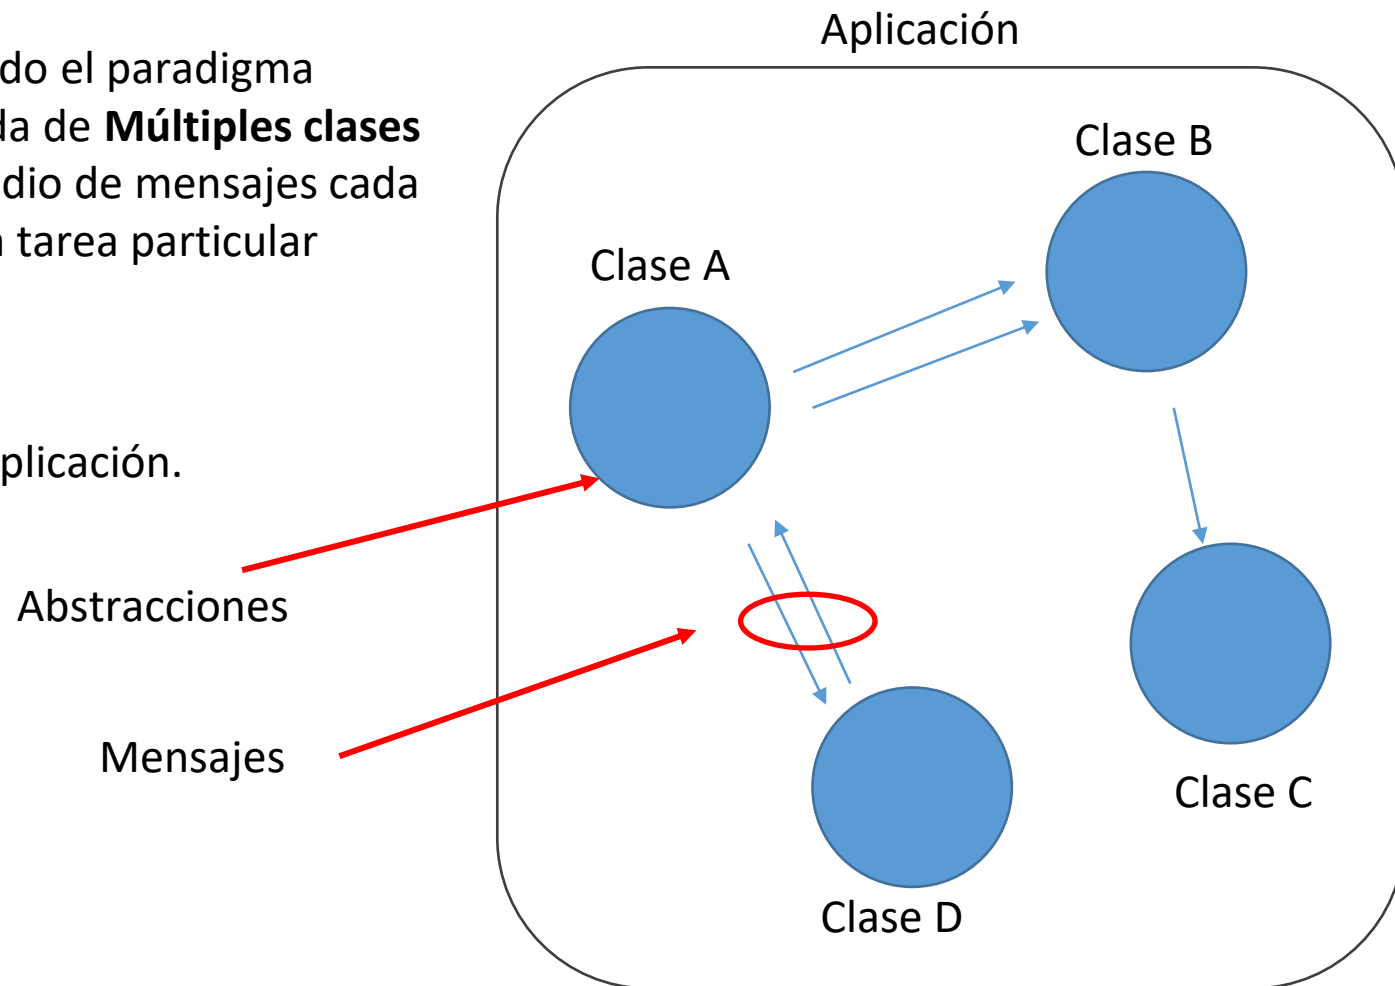 Aplicación
do el paradigma
da de Múltiples clases
dio de mensajes cada
tarea particular
Clase B
Clase A
plicación.
Abstracciones
Mensajes
Clase C
Clase D